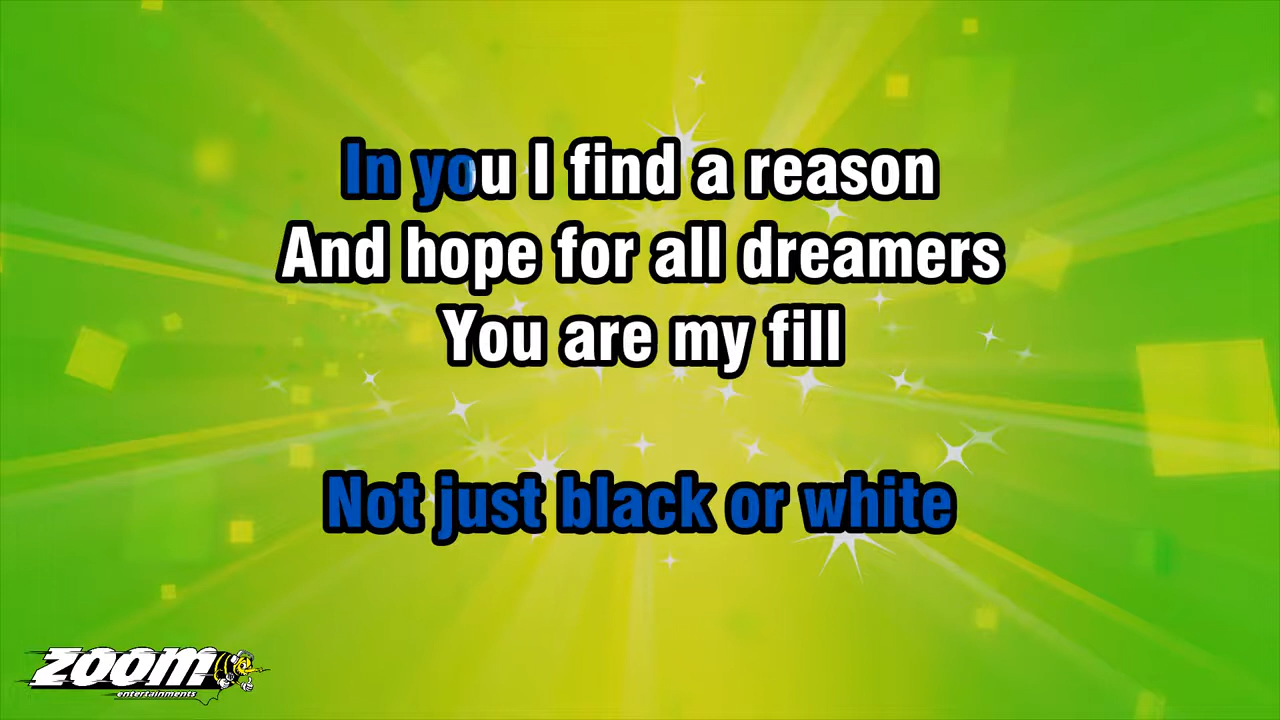 In you I find a reason
And hope for all dreamers
You are my fill
Not just black or white
ZOOM
entertainments